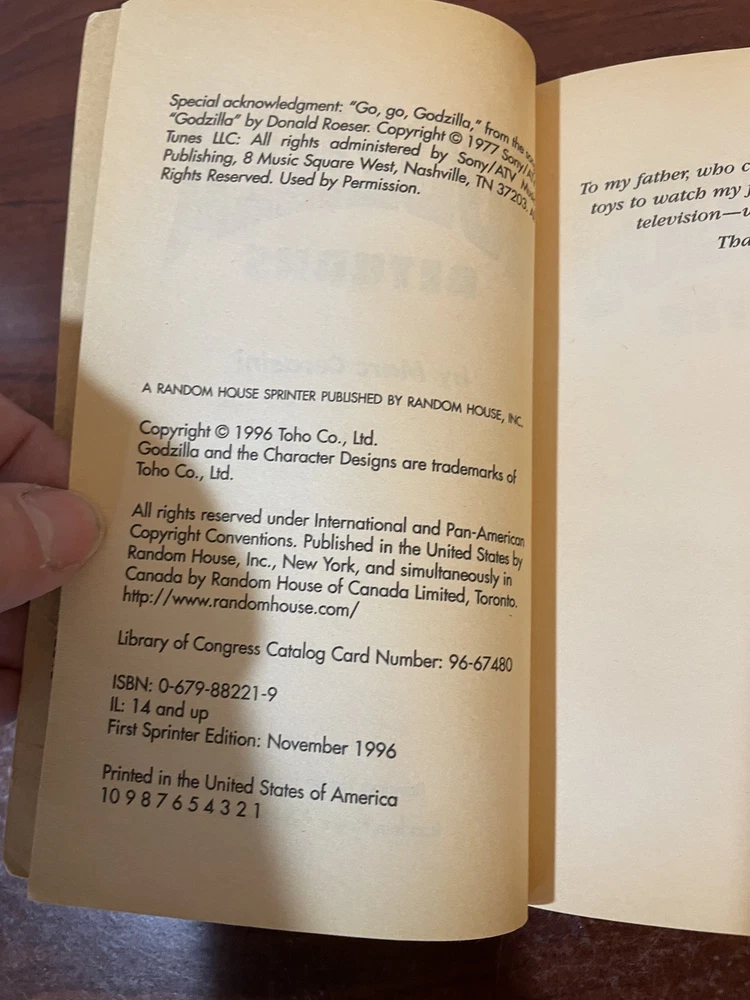 Special acknowledgment: "Go, go, Godzilla," from the
"Godzilla" by Donald Roeser. Copyright © 1977 Sony/
Tunes LLC: All rights administered by Sony/ATV
Publishing, 8 Music Square West, Nashville, TN 37203.
Rights Reserved. Used by Permission.
A RANDOM HOUSE SPRINTER PUBLISHED BY RANDOM HOUSE, INC.
Copyright © 1996 Toho Co., Ltd.
Godzilla and the Character Designs are trademarks of
Toho Co., Ltd.
All rights reserved under International and Pan-American
Copyright Conventions. Published in the United States by
Random House, Inc., New York, and simultaneously in
Canada by Random House of Canada Limited, Toronto.
http://www.randomhouse.com/
Library of Congress Catalog Card Number: 96-67480
ISBN: 0-679-88221-9
IL: 14 and up
First Sprinter Edition: November 1996
Printed in the United States of America
10 9 8 7 6 5 4 3 2 1
To my father, who
toys to watch my
television—